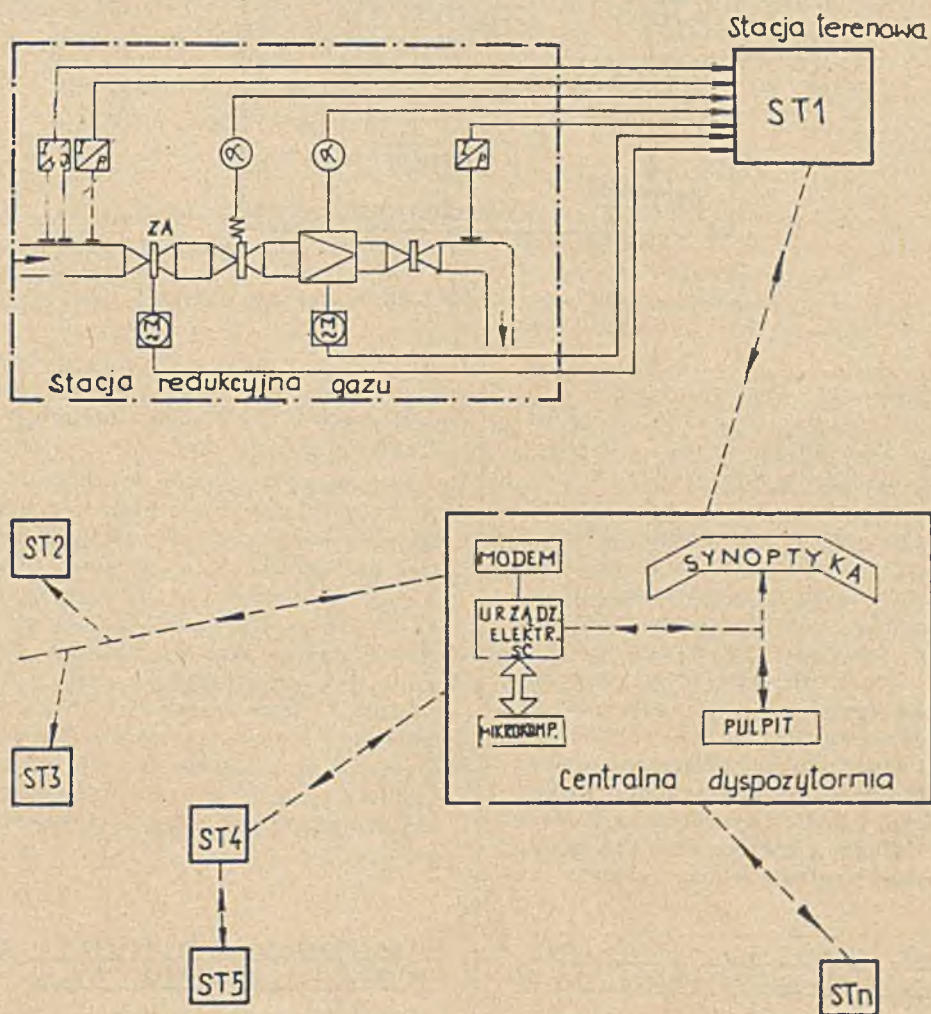 Stacja terenowa
ST1
I/p
α
α
I/p
ZA
M
~
M
~
Stacja redukcyjna gazu
ST2
MODEM
SYNOPTYKA
URZĄDZ.
ELEKTR.
SC
ST3
MIKROKOMP.
PULPIT
Centralna dyspozytornia
ST4
ST5
STn